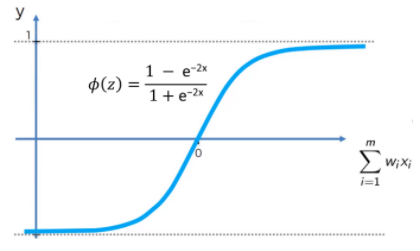 y
1
ϕ(z) = 1 − e^-2x / 1 + e^-2x
0
m
∑ wᵢxᵢ
i=1